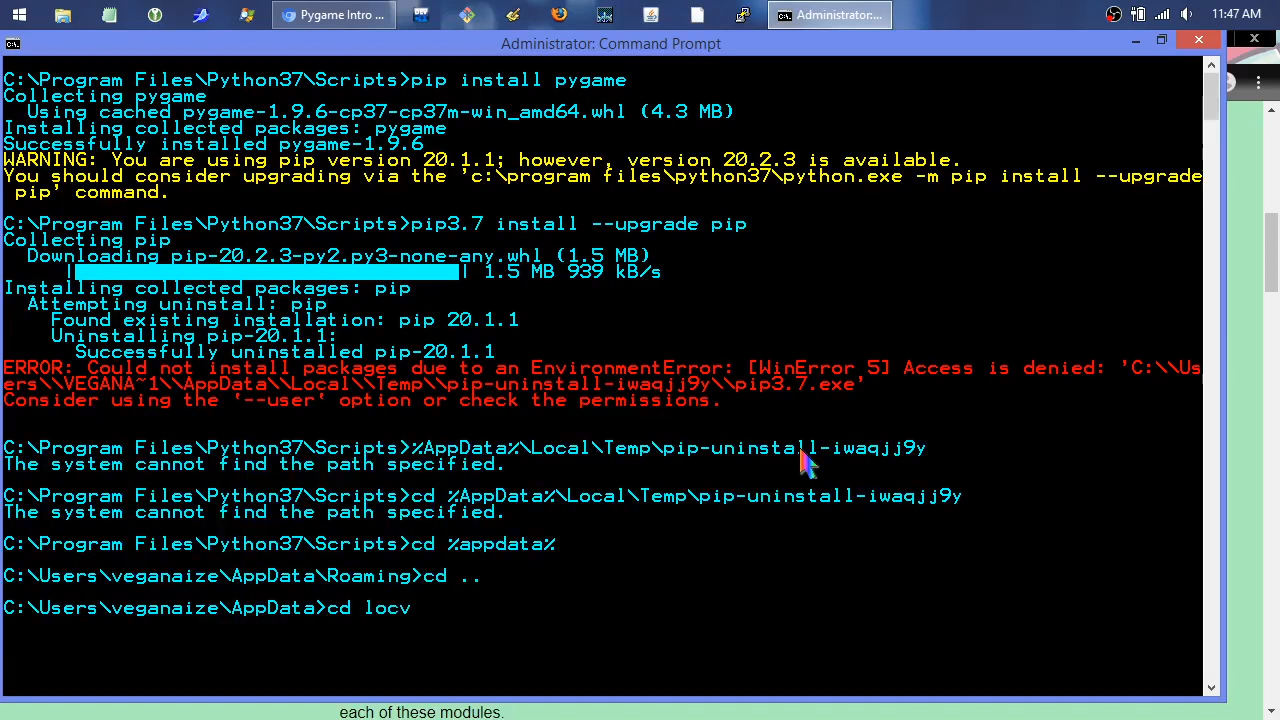 Pygame Intro ...
Administrator:...
11:47 AM
Administrator: Command Prompt
C:\Program Files\Python37\Scripts>pip install pygame
Collecting pygame
Using cached pygame-1.9.6-cp37-cp37m-win_amd64.whl (4.3 MB)
Installing collected packages: pygame
Successfully installed pygame-1.9.6
WARNING: You are using pip version 20.1.1; however, version 20.2.3 is available.
You should consider upgrading via the 'c:\program files\python37\python.exe -m pip install --upgrade
pip' command.
C:\Program Files\Python37\Scripts>pip3.7 install --upgrade pip
Collecting pip
Downloading pip-20.2.3-py2.py3-none-any.whl (1.5 MB)
| | 1.5 MB 939 kB/s
Installing collected packages: pip
Attempting uninstall: pip
Found existing installation: pip 20.1.1
Uninstalling pip-20.1.1:
Successfully uninstalled pip-20.1.1
ERROR: Could not install packages due to an EnvironmentError: [WinError 5] Access is denied: 'C:\\Us
ers\\VEGANA~1\\AppData\\Local\\Temp\\pip-uninstall-iwaqjj9y\\pip3.7.exe'
Consider using the '--user' option or check the permissions.
C:\Program Files\Python37\Scripts>%AppData%\Local\Temp\pip-uninstall-iwaqjj9y
The system cannot find the path specified.
C:\Program Files\Python37\Scripts>cd %AppData%\Local\Temp\pip-uninstall-iwaqjj9y
The system cannot find the path specified.
C:\Program Files\Python37\Scripts>cd %appdata%
C:\Users\veganaize\AppData\Roaming>cd ..
C:\Users\veganaize\AppData>cd locv
each of these modules.